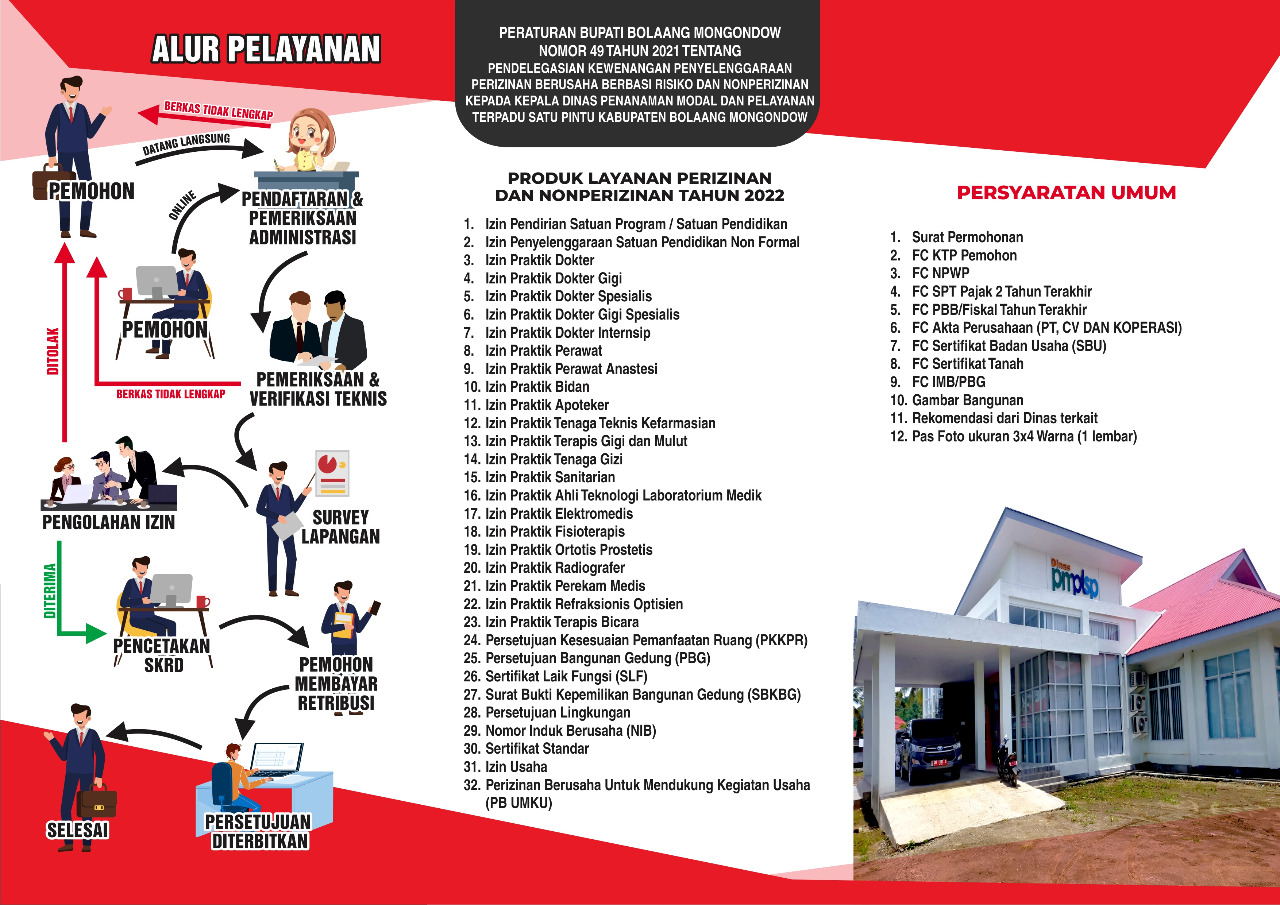 ALUR PELAYANAN
BERKAS TIDAK LENGKAP
DATANG LANGSUNG
PEMOHON
ONLINE
PENDAFTARAN &
PEMERIKSAAN
ADMINISTRASI
PEMOHON
DITOLAK
BERKAS TIDAK LENGKAP
PEMERIKSAAN &
VERIFIKASI TEKNIS
PENGOLAHAN IZIN
SURVEY
LAPANGAN
DITERIMA
PENCETAKAN
SKRD
PEMOHON
MEMBAYAR
RETRIBUSI
SELESAI
PERSETUJUAN
DITERBITKAN
PERATURAN BUPATI BOLAANG MONGONDOW
NOMOR 49 TAHUN 2021 TENTANG
PENDELEGASIAN KEWENANGAN PENYELENGGARAAN
PERIZINAN BERUSAHA BERBASI RISIKO DAN NONPERIZINAN
KEPADA KEPALA DINAS PENANAMAN MODAL DAN PELAYANAN
TERPADU SATU PINTU KABUPATEN BOLAANG MONGONDOW
PRODUK LAYANAN PERIZINAN
DAN NONPERIZINAN TAHUN 2022
1. Izin Pendirian Satuan Program / Satuan Pendidikan
2. Izin Penyelenggaraan Satuan Pendidikan Non Formal
3. Izin Praktik Dokter
4. Izin Praktik Dokter Gigi
5. Izin Praktik Dokter Spesialis
6. Izin Praktik Dokter Gigi Spesialis
7. Izin Praktik Dokter Internsip
8. Izin Praktik Perawat
9. Izin Praktik Perawat Anastesi
10. Izin Praktik Bidan
11. Izin Praktik Apoteker
12. Izin Praktik Tenaga Teknis Kefarmasian
13. Izin Praktik Terapis Gigi dan Mulut
14. Izin Praktik Tenaga Gizi
15. Izin Praktik Sanitarian
16. Izin Praktik Ahli Teknologi Laboratorium Medik
17. Izin Praktik Elektromedis
18. Izin Praktik Fisioterapis
19. Izin Praktik Ortotis Prostetis
20. Izin Praktik Radiografer
21. Izin Praktik Perekam Medis
22. Izin Praktik Refraksionis Optisien
23. Izin Praktik Terapis Bicara
24. Persetujuan Kesesuaian Pemanfaatan Ruang (PKKPR)
25. Persetujuan Bangunan Gedung (PBG)
26. Sertifikat Laik Fungsi (SLF)
27. Surat Bukti Kepemilikan Bangunan Gedung (SBKBG)
28. Persetujuan Lingkungan
29. Nomor Induk Berusaha (NIB)
30. Sertifikat Standar
31. Izin Usaha
32. Perizinan Berusaha Untuk Mendukung Kegiatan Usaha
(PB UMKU)
PERSYARATAN UMUM
1. Surat Permohonan
2. FC KTP Pemohon
3. FC NPWP
4. FC SPT Pajak 2 Tahun Terakhir
5. FC PBB/Fiskal Tahun Terakhir
6. FC Akta Perusahaan (PT, CV DAN KOPERASI)
7. FC Sertifikat Badan Usaha (SBU)
8. FC Sertifikat Tanah
9. FC IMB/PBG
10. Gambar Bangunan
11. Rekomendasi dari Dinas terkait
12. Pas Foto ukuran 3x4 Warna (1 lembar)
Dinas
pmptsp